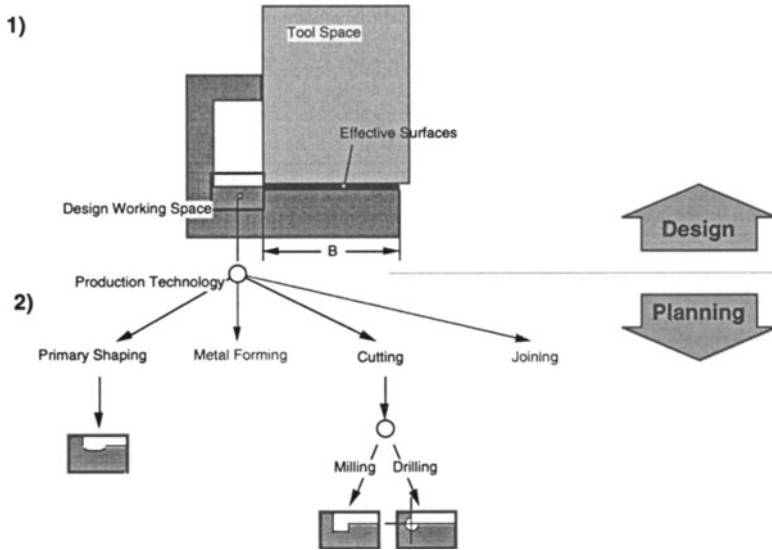 1)
Tool Space
Effective Surfaces
Design Working Space
B
Design
Production Technology
2)
Planning
Primary Shaping
Metal Forming
Cutting
Joining
Milling
Drilling